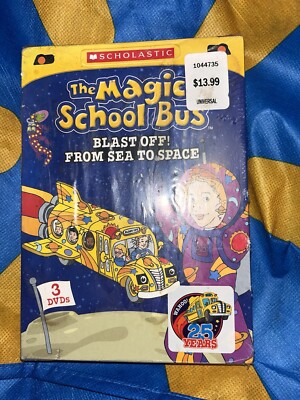 SCHOLASTIC
1044735
$13.99
UNIVERSAL
The Magic
School Bus
BLAST OFF!
FROM SEA TO SPACE
3
DVDs
WAHOO!
25
YEARS